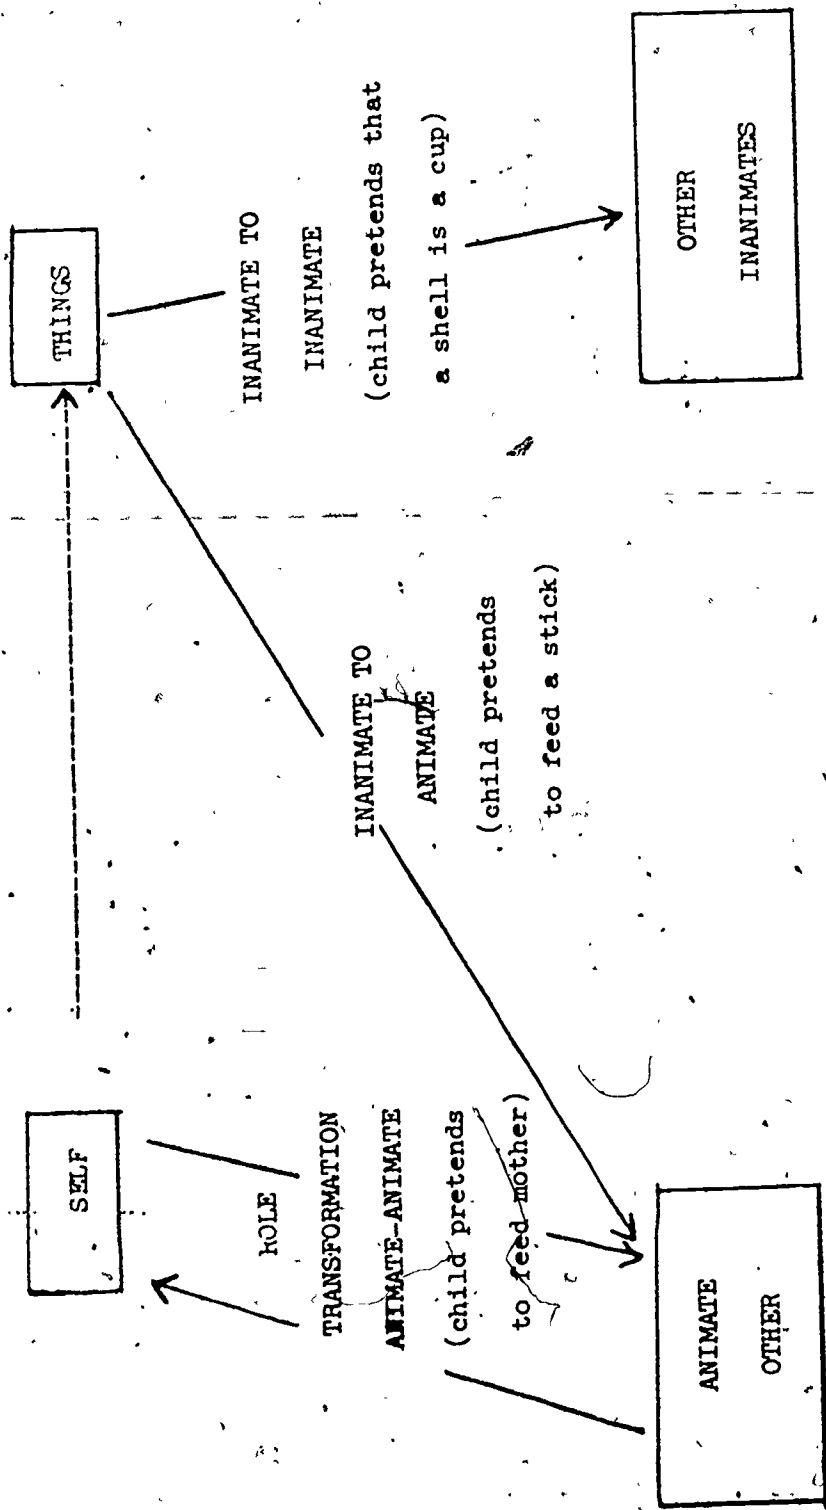 SELF
ROLE
TRANSFORMATION
ANIMATE-ANIMATE
(child pretends
to feed mother)
ANIMATE
OTHER
THINGS
INANIMATE TO
INANIMATE
(child pretends that
a shell is a cup)
INANIMATE TO
ANIMATE
(child pretends
to feed a stick)
OTHER
INANIMATES